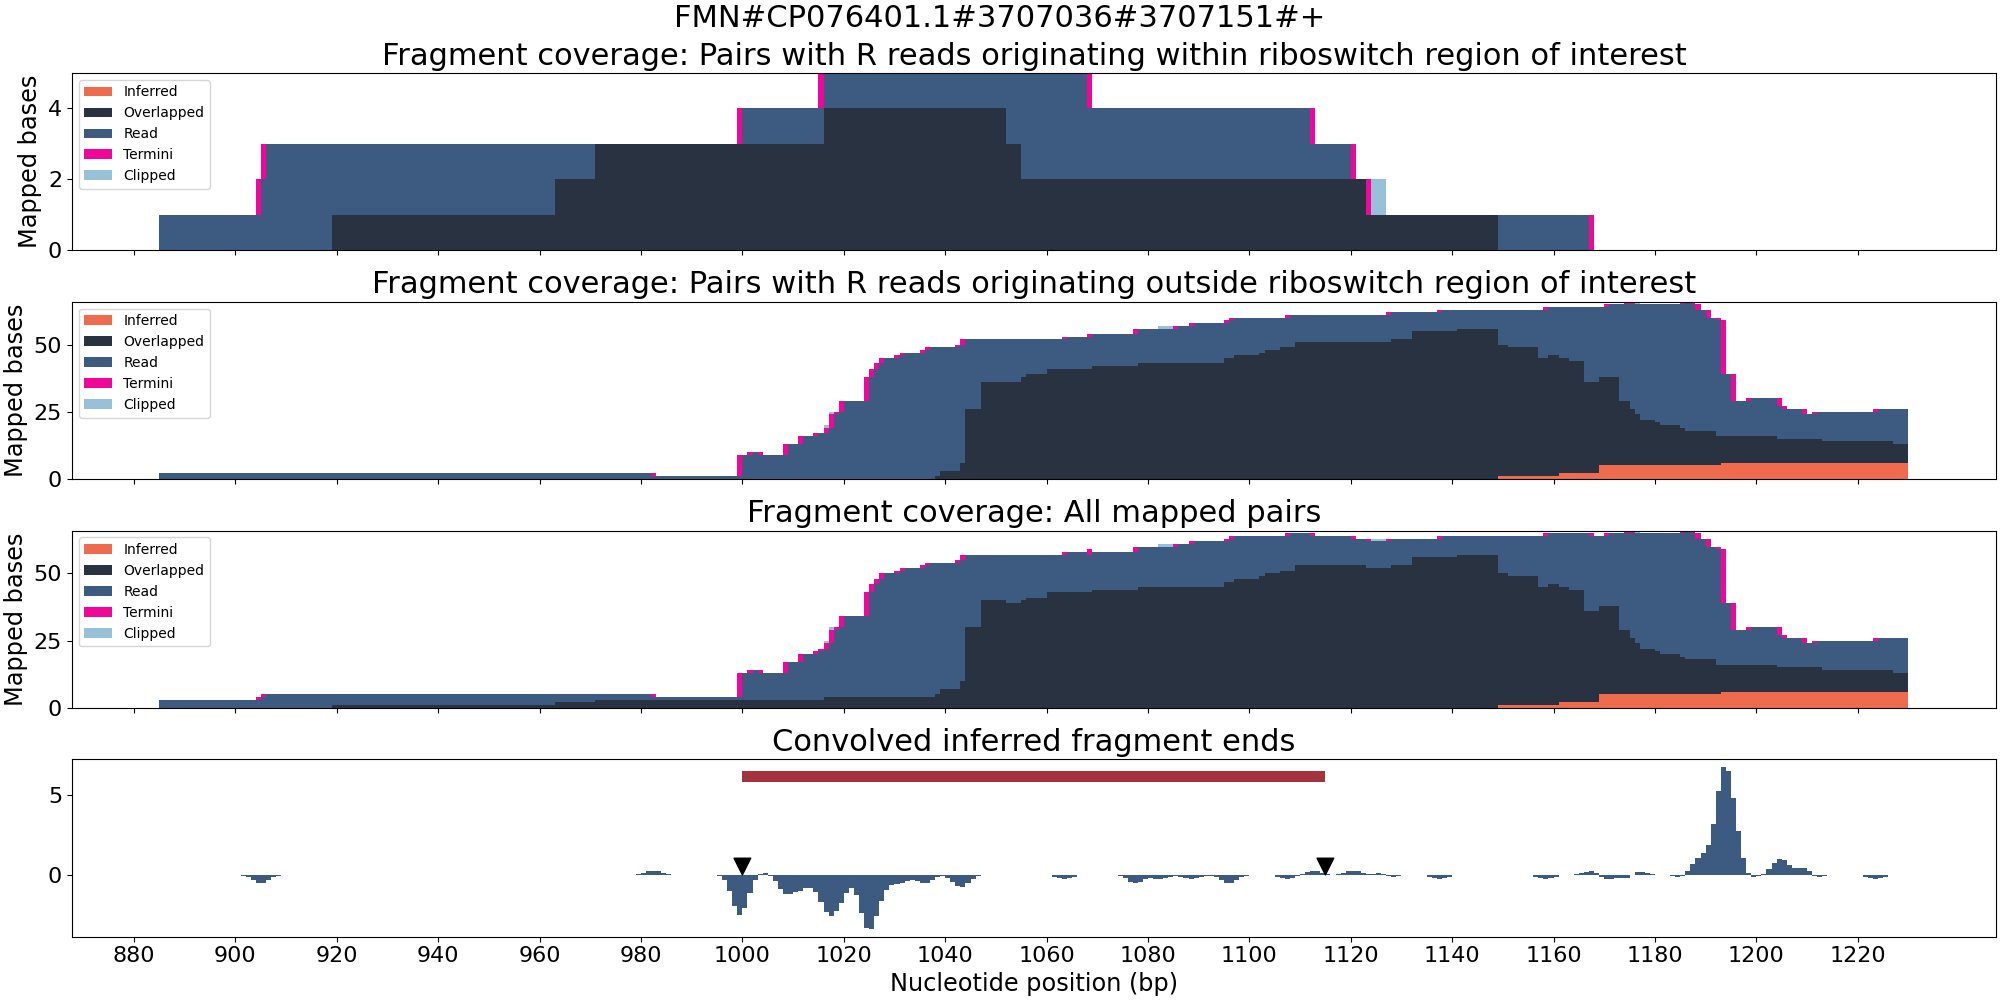 FMN#CP076401.1#3707036#3707151#+
Fragment coverage: Pairs with R reads originating within riboswitch region of interest
Mapped bases
4
2
0
Inferred
Overlapped
Read
Termini
Clipped
Fragment coverage: Pairs with R reads originating outside riboswitch region of interest
Mapped bases
50
25
0
Inferred
Overlapped
Read
Termini
Clipped
Fragment coverage: All mapped pairs
Mapped bases
50
25
0
Inferred
Overlapped
Read
Termini
Clipped
Convolved inferred fragment ends
5
0
880 900 920 940 960 980 1000 1020 1040 1060 1080 1100 1120 1140 1160 1180 1200 1220
Nucleotide position (bp)